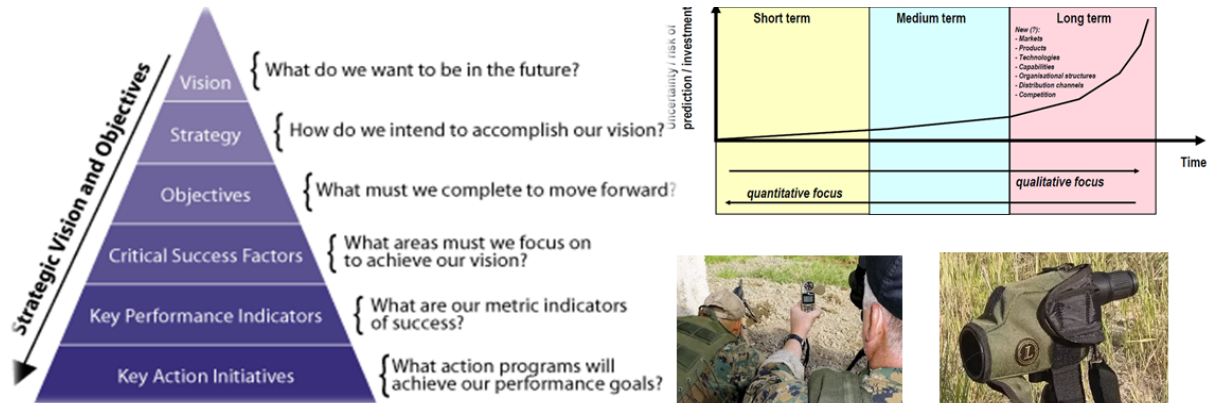 Strategic Vision and Objectives
Vision
What do we want to be in the future?
Strategy
How do we intend to accomplish our vision?
Objectives
What must we complete to move forward?
Critical Success Factors
What areas must we focus on
to achieve our vision?
Key Performance Indicators
What are our metric indicators
of success?
Key Action Initiatives
What action programs will
achieve our performance goals?
Uncertainty / risk of
prediction / investment
Short term
Medium term
Long term
New (?):
- Markets
- Products
- Technologies
- Capabilities
- Organisational structures
- Distribution channels
- Competition
Time
qualitative focus
quantitative focus
L